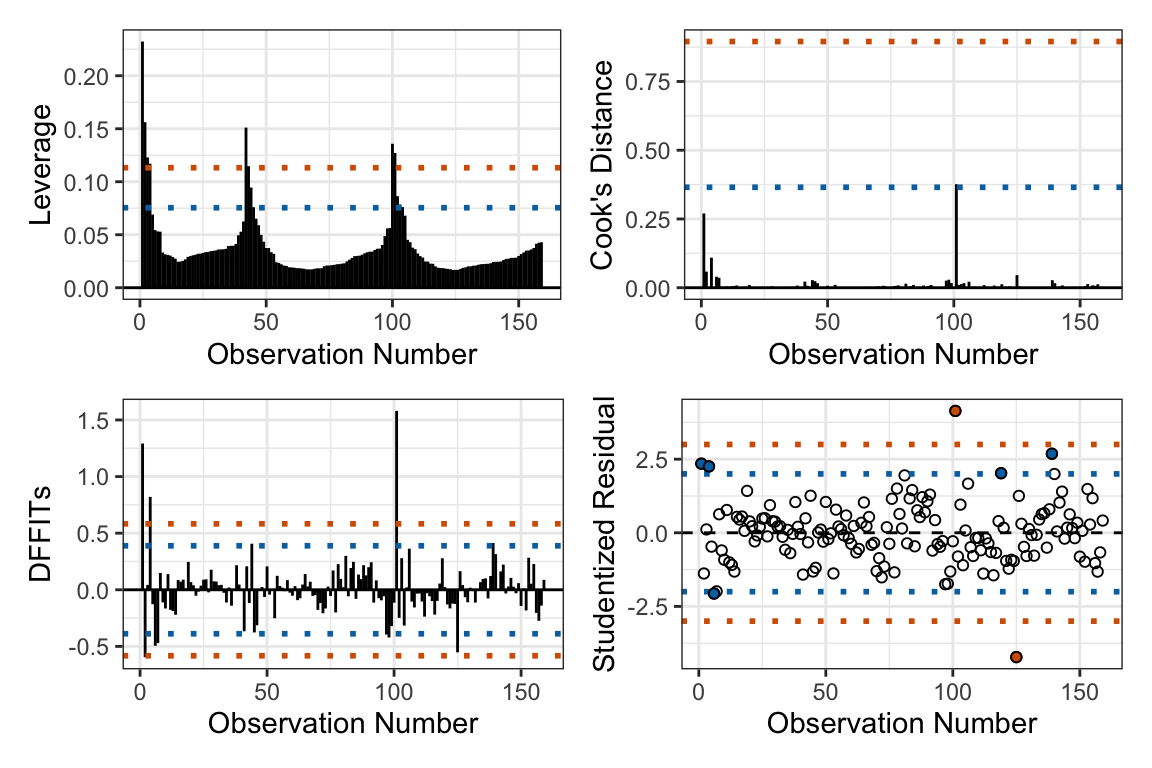 Leverage
0.20
0.15
0.10
0.05
0.00
0 50 100 150
Observation Number
Cook's Distance
0.75
0.50
0.25
0.00
0 50 100 150
Observation Number
DFFITs
1.5
1.0
0.5
0.0
-0.5
0 50 100 150
Observation Number
Studentized Residual
2.5
0.0
-2.5
0 50 100 150
Observation Number